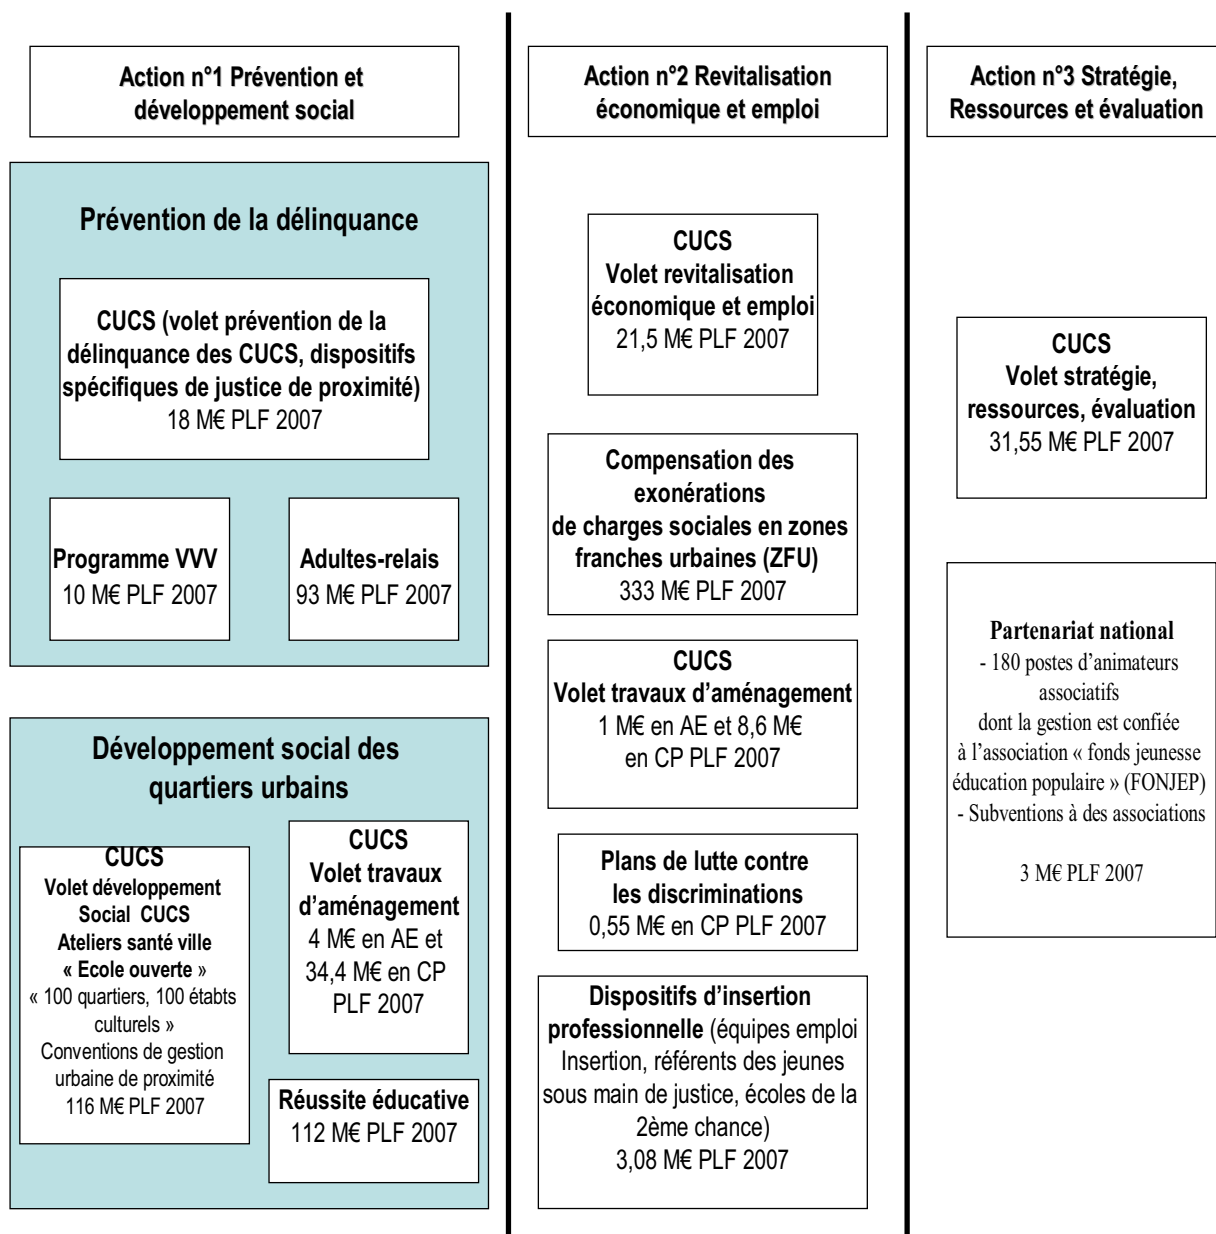 Action n°1 Prévention et
développement social
Prévention de la délinquance
CUCS (volet prévention de la
délinquance des CUCS, dispositifs
spécifiques de justice de proximité)
18 M€ PLF 2007
Programme VVV
10 M€ PLF 2007
Adultes-relais
93 M€ PLF 2007
Développement social des
quartiers urbains
CUCS
Volet développement
Social CUCS
Ateliers santé ville
« Ecole ouverte »
« 100 quartiers, 100 étabts
culturels »
Conventions de gestion
urbaine de proximité
116 M€ PLF 2007
CUCS
Volet travaux
d’aménagement
4 M€ en AE et
34,4 M€ en CP
PLF 2007
Réussite éducative
112 M€ PLF 2007
Action n°2 Revitalisation
économique et emploi
CUCS
Volet revitalisation
économique et emploi
21,5 M€ PLF 2007
Compensation des
exonérations
de charges sociales en zones
franches urbaines (ZFU)
333 M€ PLF 2007
CUCS
Volet travaux d’aménagement
1 M€ en AE et 8,6 M€
en CP PLF 2007
Plans de lutte contre
les discriminations
0,55 M€ en CP PLF 2007
Dispositifs d’insertion
professionnelle (équipes emploi
Insertion, référents des jeunes
sous main de justice, écoles de la
2ème chance)
3,08 M€ PLF 2007
Action n°3 Stratégie,
Ressources et évaluation
CUCS
Volet stratégie,
ressources, évaluation
31,55 M€ PLF 2007
Partenariat national
- 180 postes d’animateurs
associatifs
dont la gestion est confiée
à l’association « fonds jeunesse
éducation populaire » (FONJEP)
- Subventions à des associations
3 M€ PLF 2007